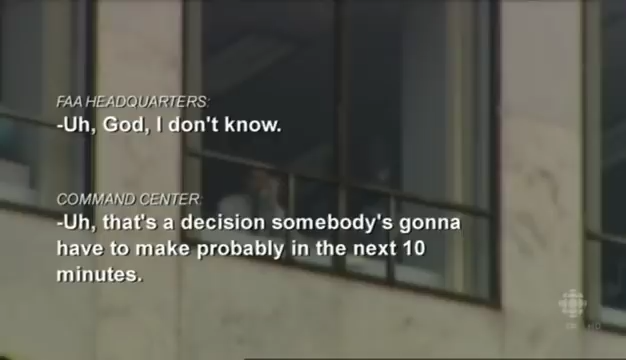 FAA HEADQUARTERS:
-Uh, God, I don't know.
COMMAND CENTER:
-Uh, that's a decision somebody's gonna
have to make probably in the next 10
minutes.